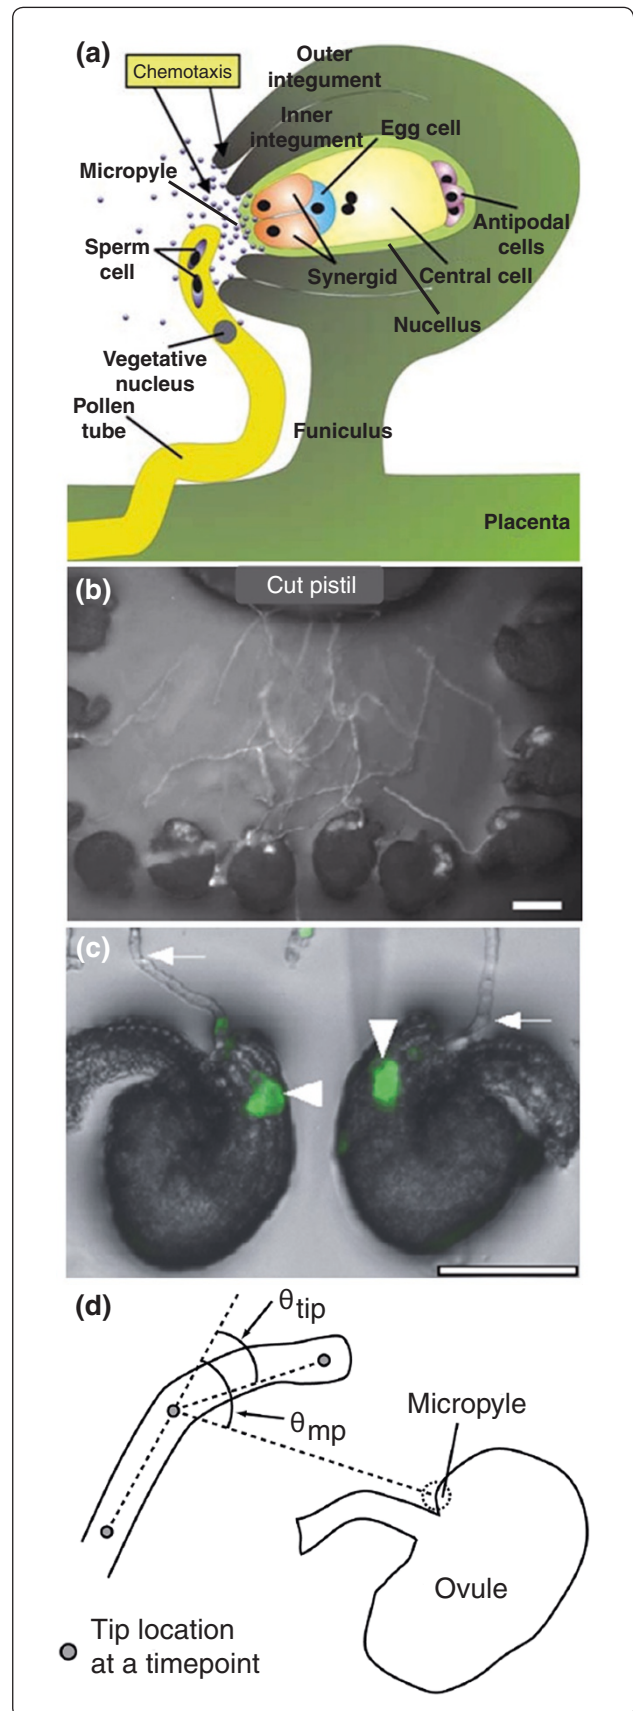 (a)
Chemotaxis
Outer
integument
Inner
integument
Egg cell
Micropyle
Antipodal
cells
Sperm
cell
Synergid
Central cell
Nucellus
Vegetative
nucleus
Pollen
tube
Funiculus
Placenta
(b)
Cut pistil
(c)
(d)
θtip
θmp
Micropyle
Ovule
Tip location
at a timepoint